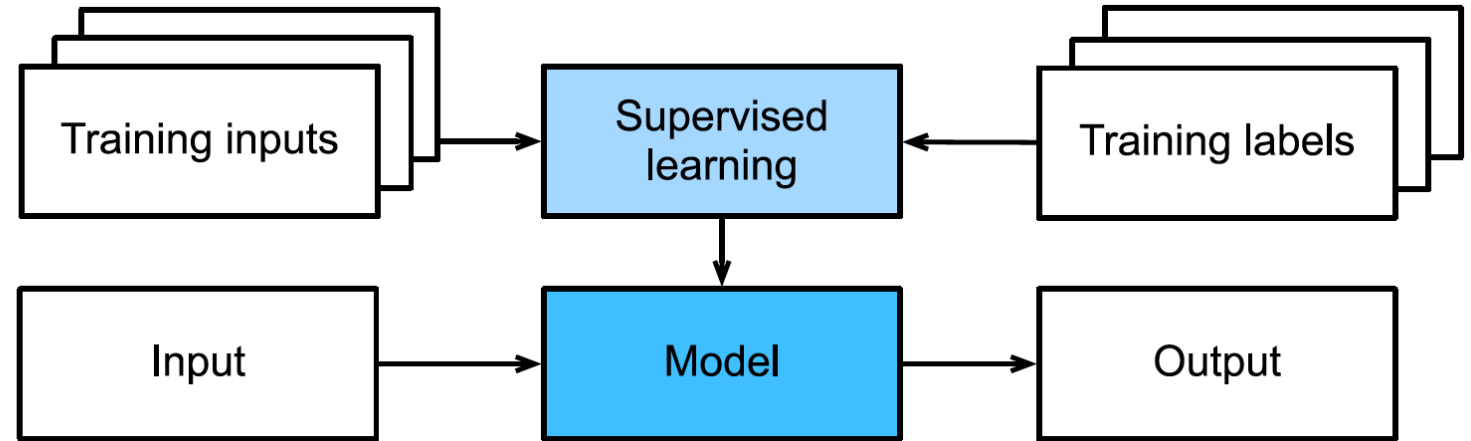 Training inputs
Supervised
learning
Training labels
Input
Model
Output